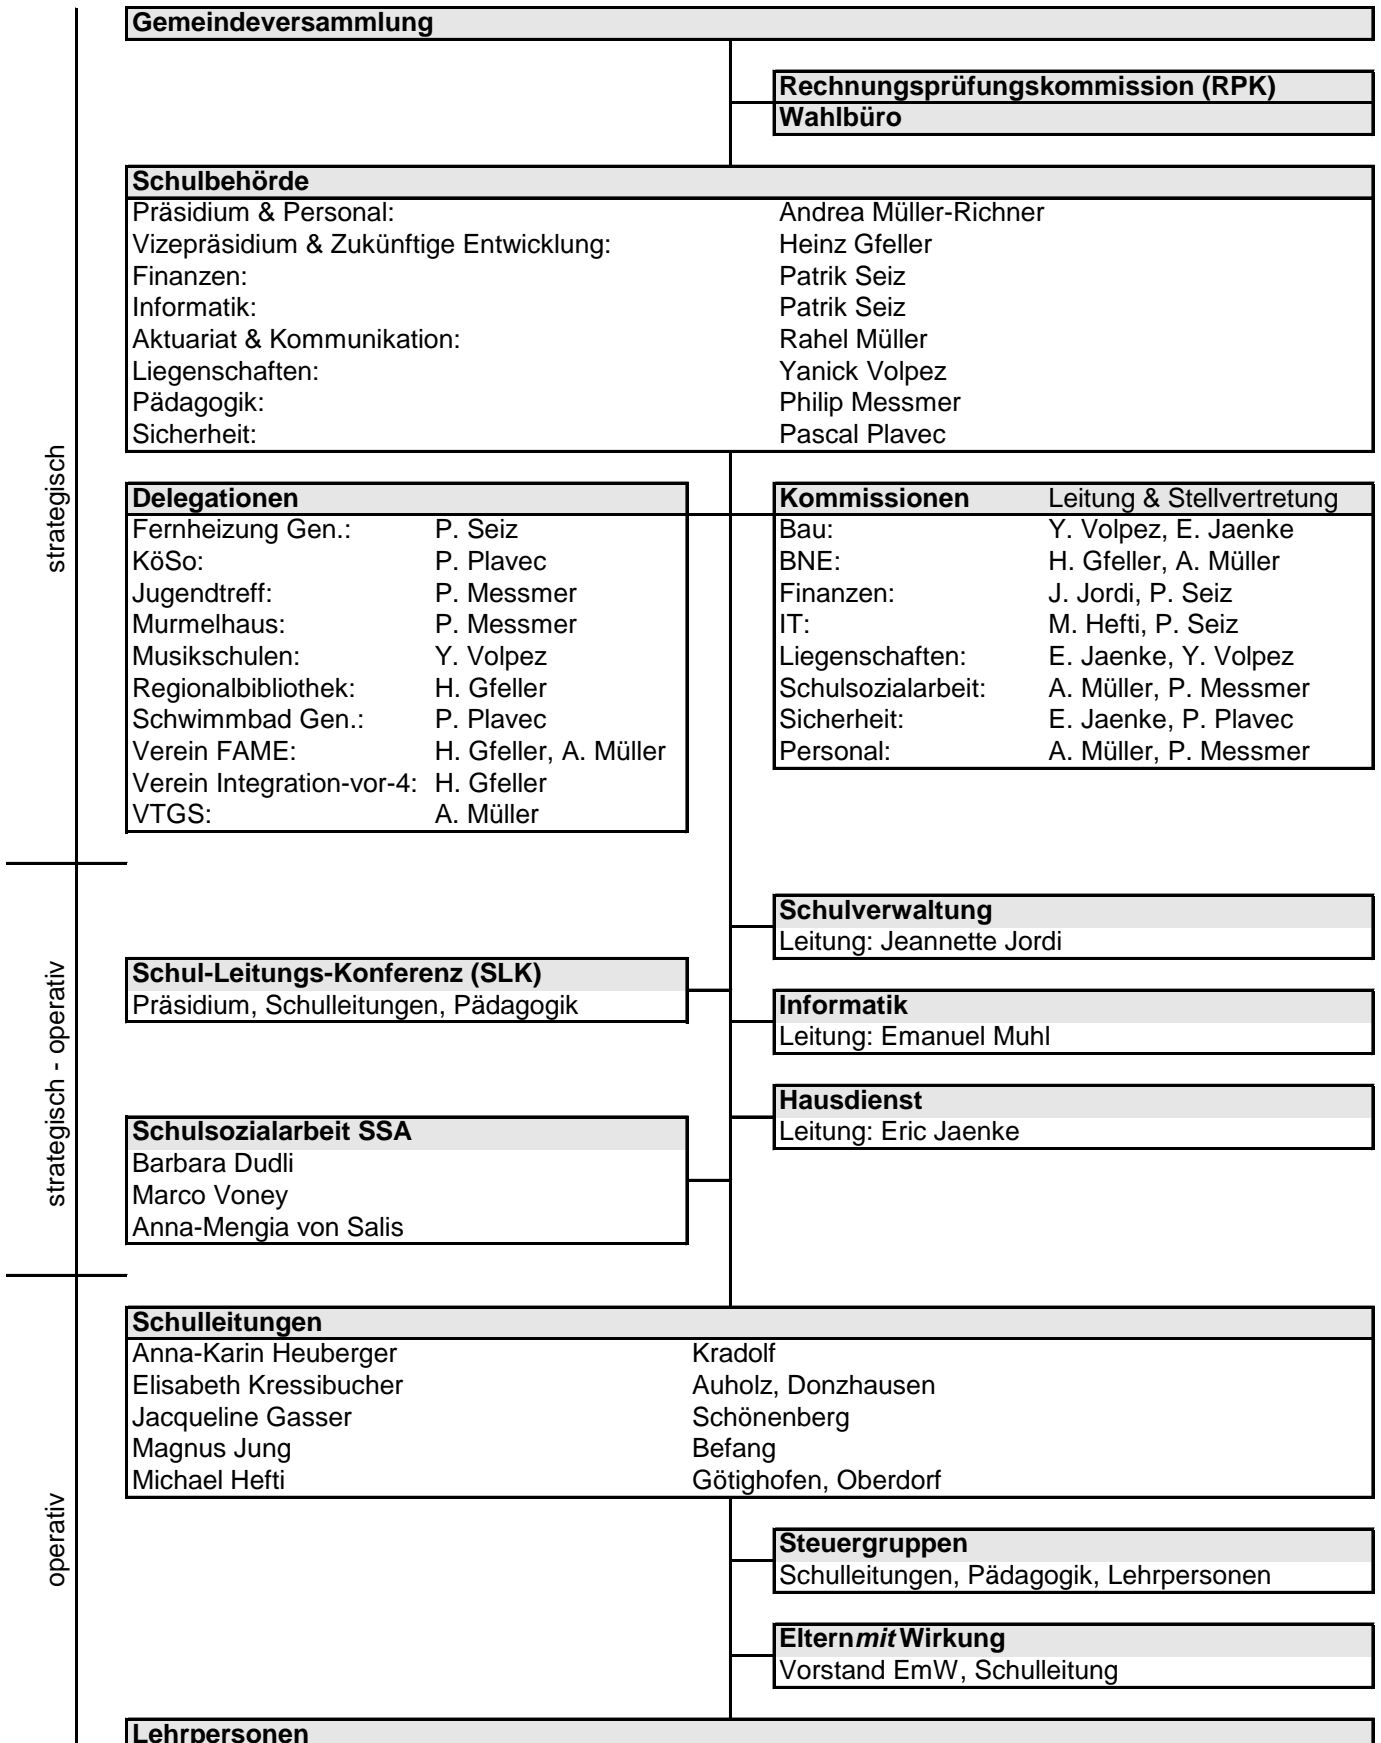 Gemeindeversammlung
Rechnungsprüfungskommission (RPK)
Wahlbüro
Schulbehörde
Präsidium & Personal: Andrea Müller-Richner
Vizepräsidium & Zukünftige Entwicklung: Heinz Gfeller
Finanzen: Patrik Seiz
Informatik: Patrik Seiz
Aktuariat & Kommunikation: Rahel Müller
Liegenschaften: Yanick Volpez
Pädagogik: Philip Messmer
Sicherheit: Pascal Plavec
strategisch
Delegationen
Fernheizung Gen.: P. Seiz
KöSo: P. Plavec
Jugendtreff: P. Messmer
Murmelhaus: P. Messmer
Musikschulen: Y. Volpez
Regionalbibliothek: H. Gfeller
Schwimmbad Gen.: P. Plavec
Verein FAME: H. Gfeller, A. Müller
Verein Integration-vor-4: H. Gfeller
VTGS: A. Müller
Kommissionen Leitung & Stellvertretung
Bau: Y. Volpez, E. Jaenke
BNE: H. Gfeller, A. Müller
Finanzen: J. Jordi, P. Seiz
IT: M. Hefti, P. Seiz
Liegenschaften: E. Jaenke, Y. Volpez
Schulsozialarbeit: A. Müller, P. Messmer
Sicherheit: E. Jaenke, P. Plavec
Personal: A. Müller, P. Messmer
strategisch - operativ
Schulverwaltung
Leitung: Jeannette Jordi
Schul-Leitungs-Konferenz (SLK)
Präsidium, Schulleitungen, Pädagogik
Informatik
Leitung: Emanuel Muhl
Hausdienst
Leitung: Eric Jaenke
Schulsozialarbeit SSA
Barbara Dudli
Marco Voney
Anna-Mengia von Salis
operativ
Schulleitungen
Anna-Karin Heuberger Kradolf
Elisabeth Kressibucher Auholz, Donzhausen
Jacqueline Gasser Schönenberg
Magnus Jung Befang
Michael Hefti Götighofen, Oberdorf
Steuergruppen
Schulleitungen, Pädagogik, Lehrpersonen
ElternmitWirkung
Vorstand EmW, Schulleitung
Lehrpersonen